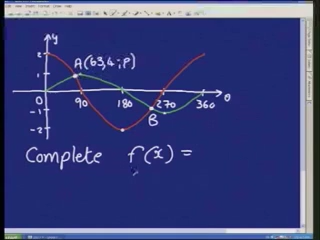 y
2
A(63,4;P)
1
0
90
180
270
360
θ
-1
B
-2
Complete f(x) =